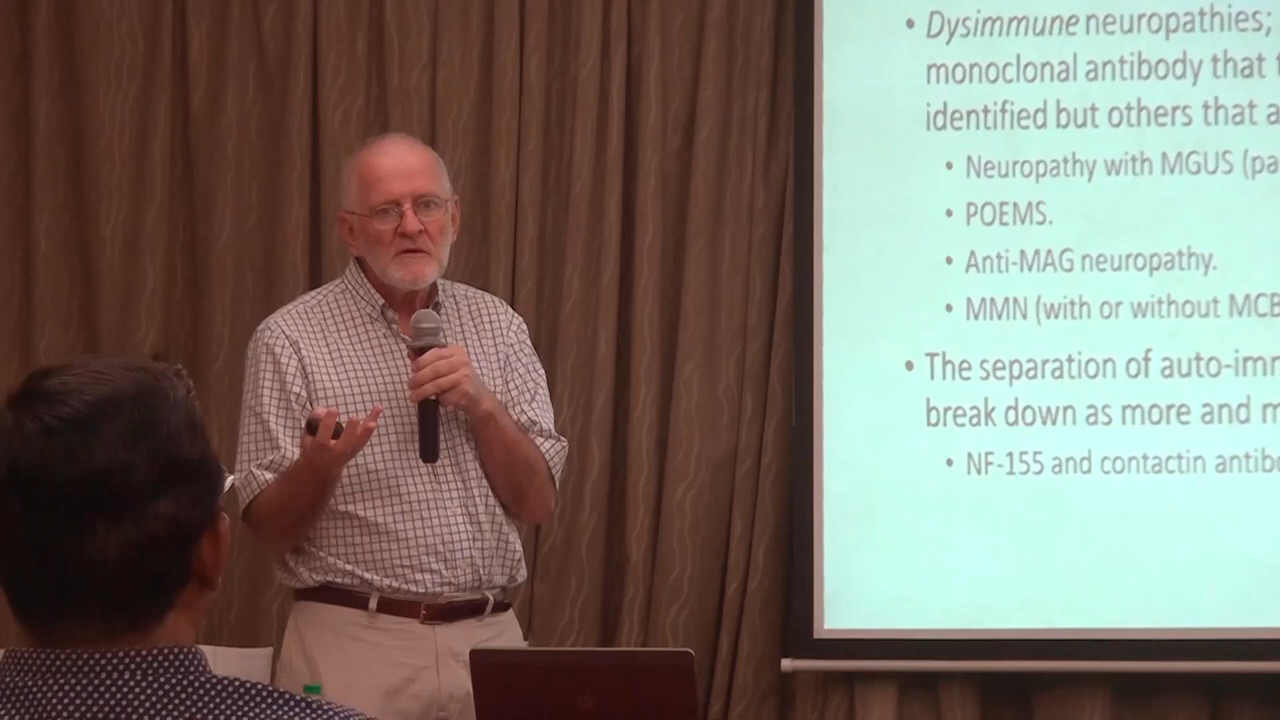 • Dysimmune neuropathies;
monoclonal antibody that
identified but others that a
• Neuropathy with MGUS (pa
• POEMS.
• Anti-MAG neuropathy.
• MMN (with or without MCB
• The separation of auto-imm
break down as more and m
• NF-155 and contactin antibo